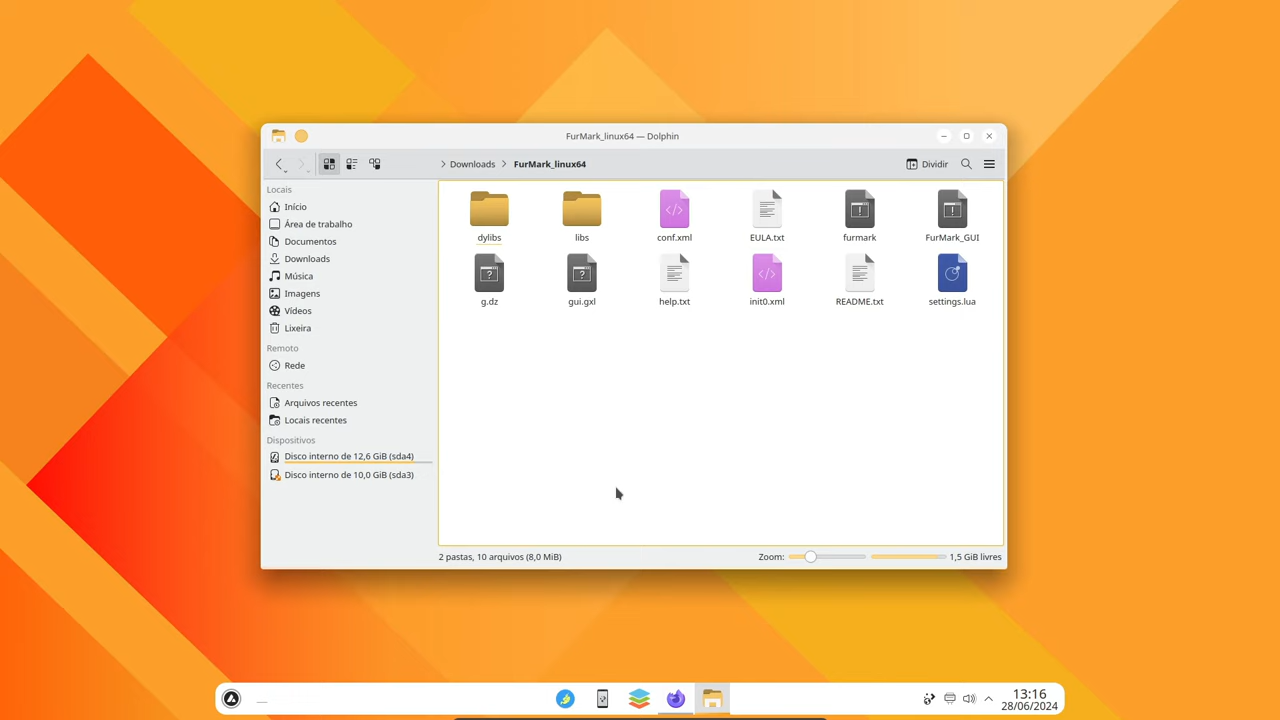 FurMark_linux64 — Dolphin
Downloads
FurMark_linux64
Dividir
Locais
Início
Área de trabalho
Documentos
Downloads
Música
Imagens
Vídeos
Lixeira
Remoto
Rede
Recentes
Arquivos recentes
Locais recentes
Dispositivos
Disco interno de 12,6 GiB (sda4)
Disco interno de 10,0 GiB (sda3)
dylibs
libs
conf.xml
EULA.txt
furmark
FurMark_GUI
g.dz
gui.gxl
help.txt
init0.xml
README.txt
settings.lua
2 pastas, 10 arquivos (8,0 MiB)
Zoom:
1,5 GiB livres
13:16
28/06/2024